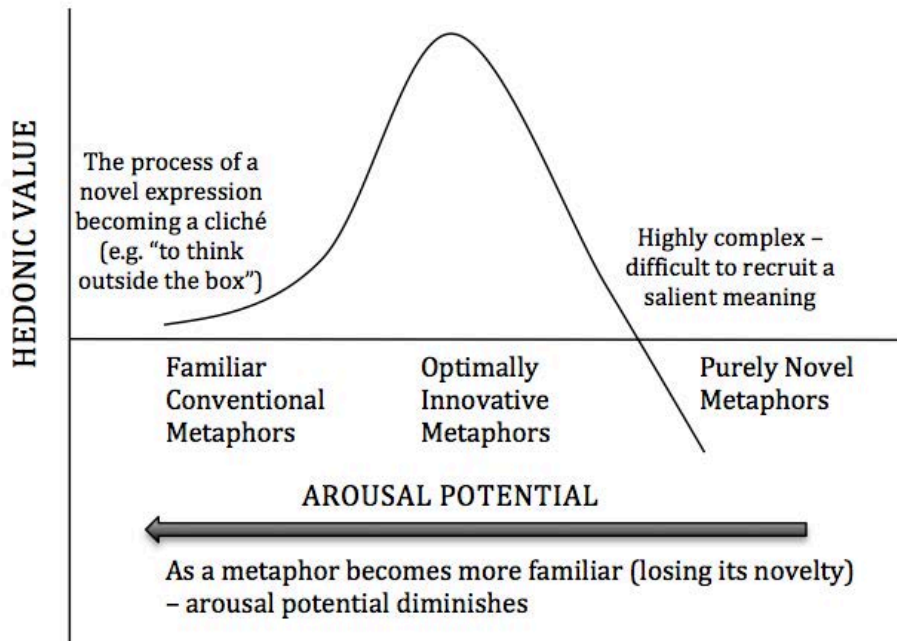 HEDONIC VALUE
The process of a
novel expression
becoming a cliché
(e.g. “to think
outside the box”)
Highly complex –
difficult to recruit a
salient meaning
Familiar
Conventional
Metaphors
Optimally
Innovative
Metaphors
Purely Novel
Metaphors
AROUSAL POTENTIAL
As a metaphor becomes more familiar (losing its novelty)
– arousal potential diminishes